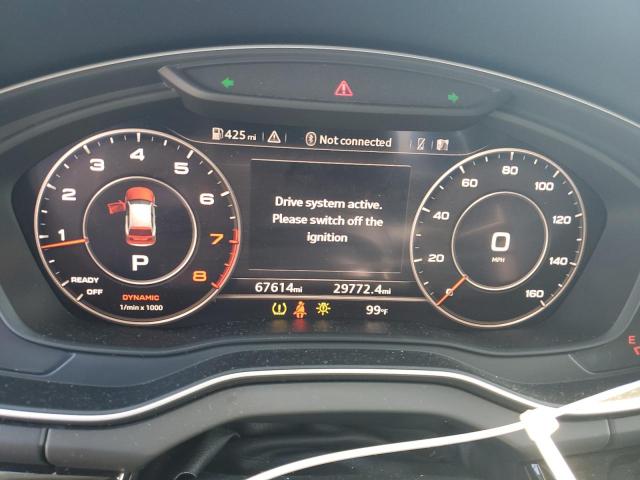 425 mi Not connected
Drive system active.
Please switch off the
ignition
1 2 3 4 5 6 7 8
READY
OFF
P
DYNAMIC
1/min x 1000
0 20 40 60 80 100 120 140 160
0
MPH
67614mi 29772.4mi
99°F
E